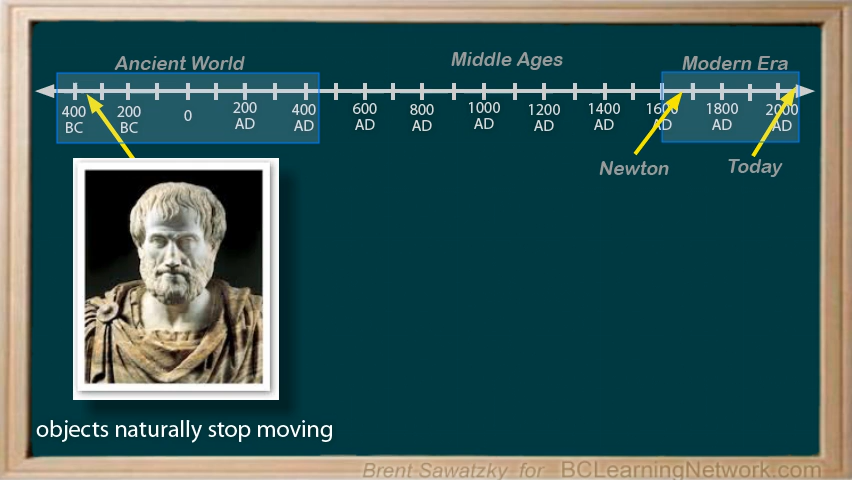 Ancient World
Middle Ages
Modern Era
400 BC
200 BC
0
200 AD
400 AD
600 AD
800 AD
1000 AD
1200 AD
1400 AD
1600 AD
1800 AD
2000 AD
Newton
Today
objects naturally stop moving
Brent Sawatzky for BCLearningNetwork.com